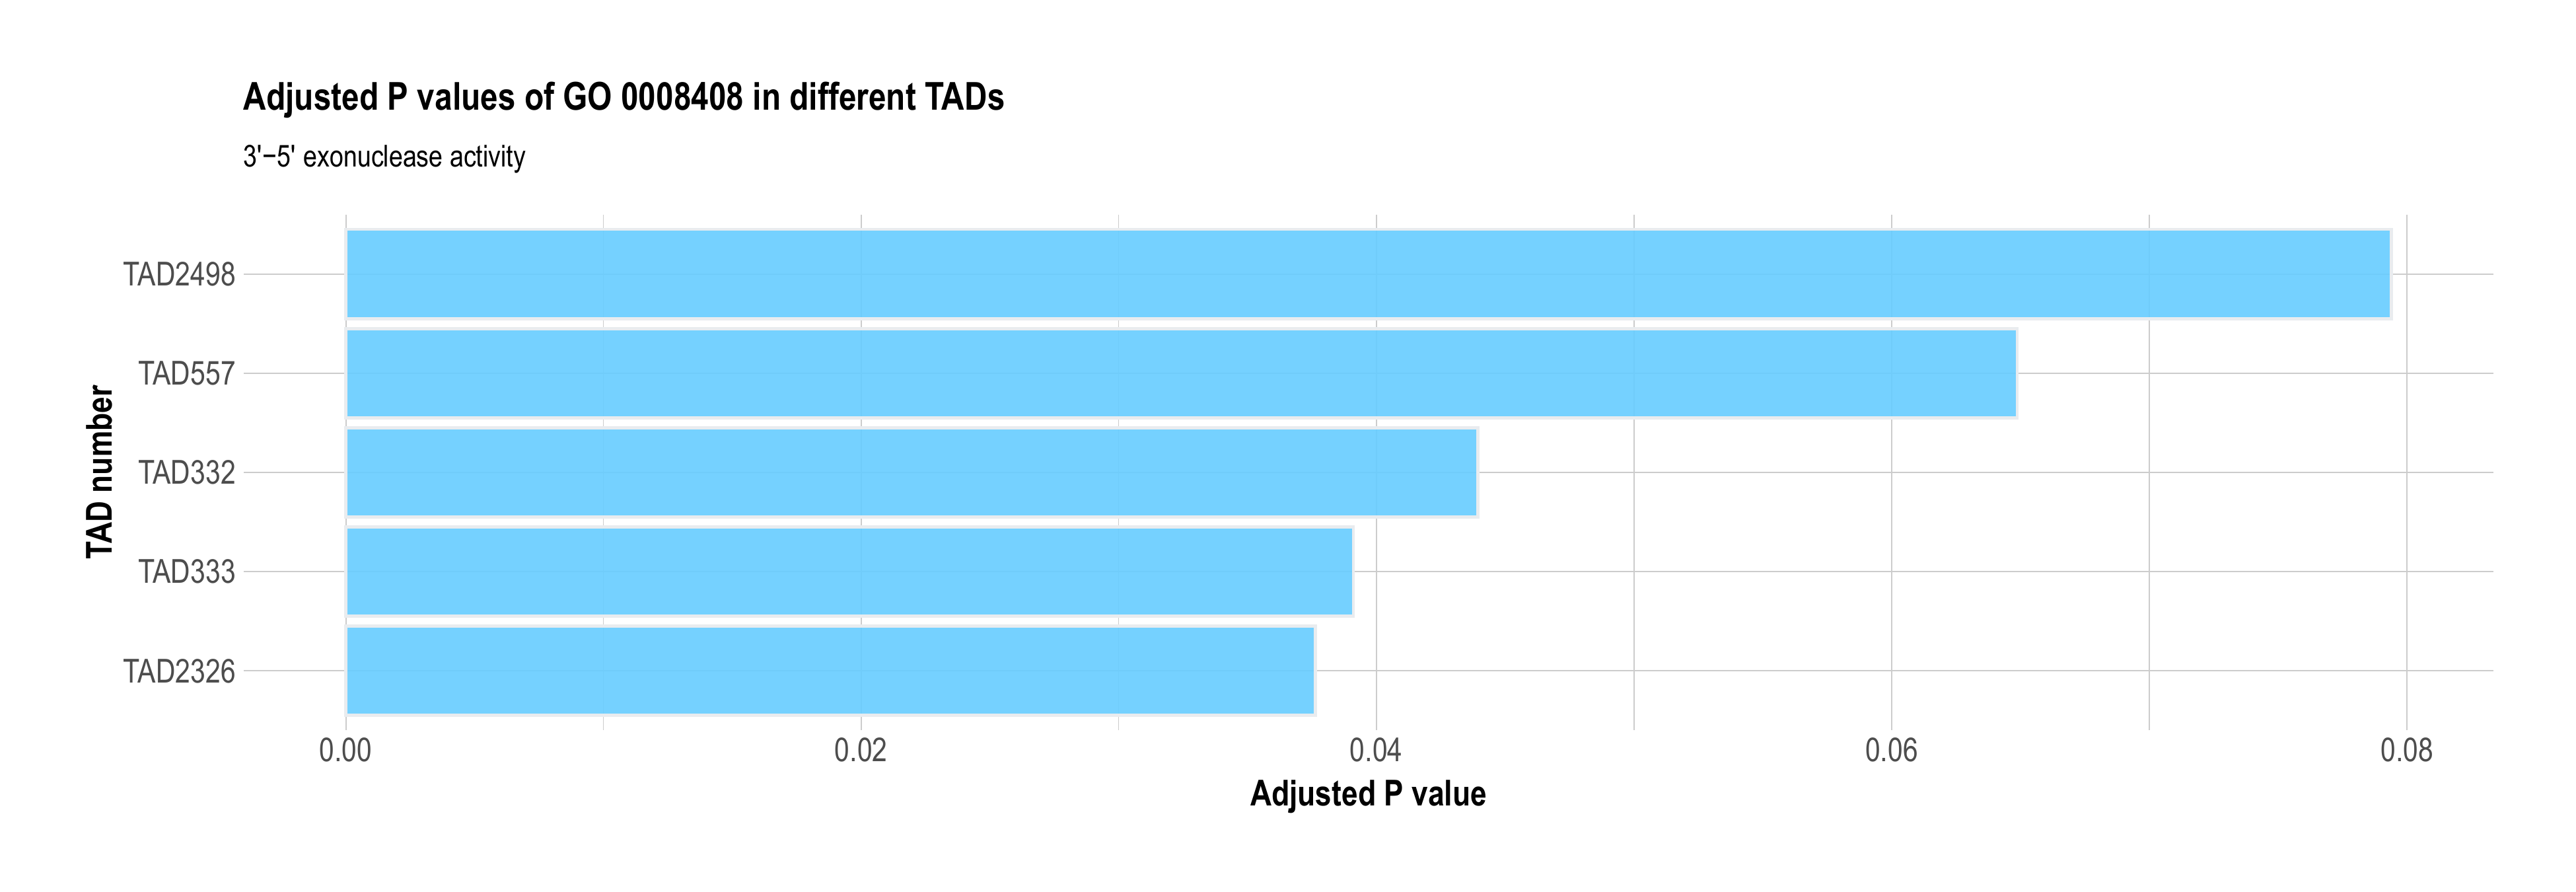 Adjusted P values of GO 0008408 in different TADs
3'−5' exonuclease activity
TAD number
TAD2498
TAD557
TAD332
TAD333
TAD2326
0.00 0.02 0.04 0.06 0.08
Adjusted P value